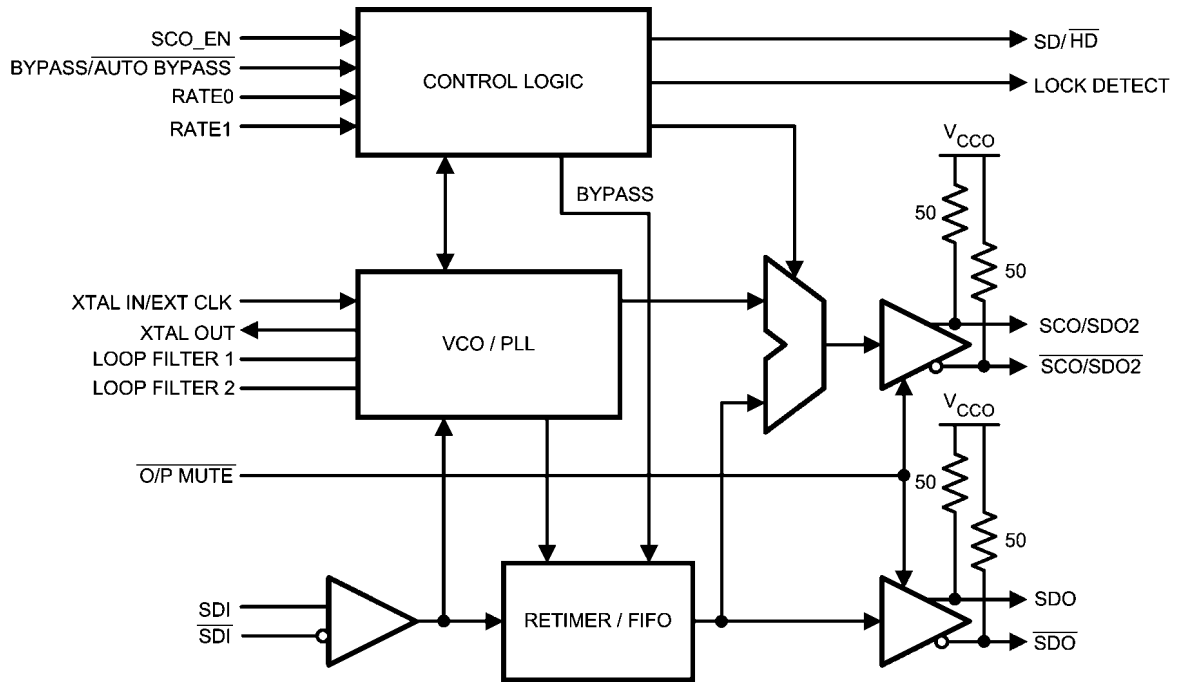 SCO_EN
BYPASS/AUTO BYPASS
RATE0
RATE1
CONTROL LOGIC
SD/HD
LOCK DETECT
BYPASS
VCCO
50
50
XTAL IN/EXT CLK
XTAL OUT
LOOP FILTER 1
LOOP FILTER 2
VCO / PLL
SCO/SDO2
SCO/SDO2
VCCO
O/P MUTE
50
50
SDI
SDI
RETIMER / FIFO
SDO
SDO